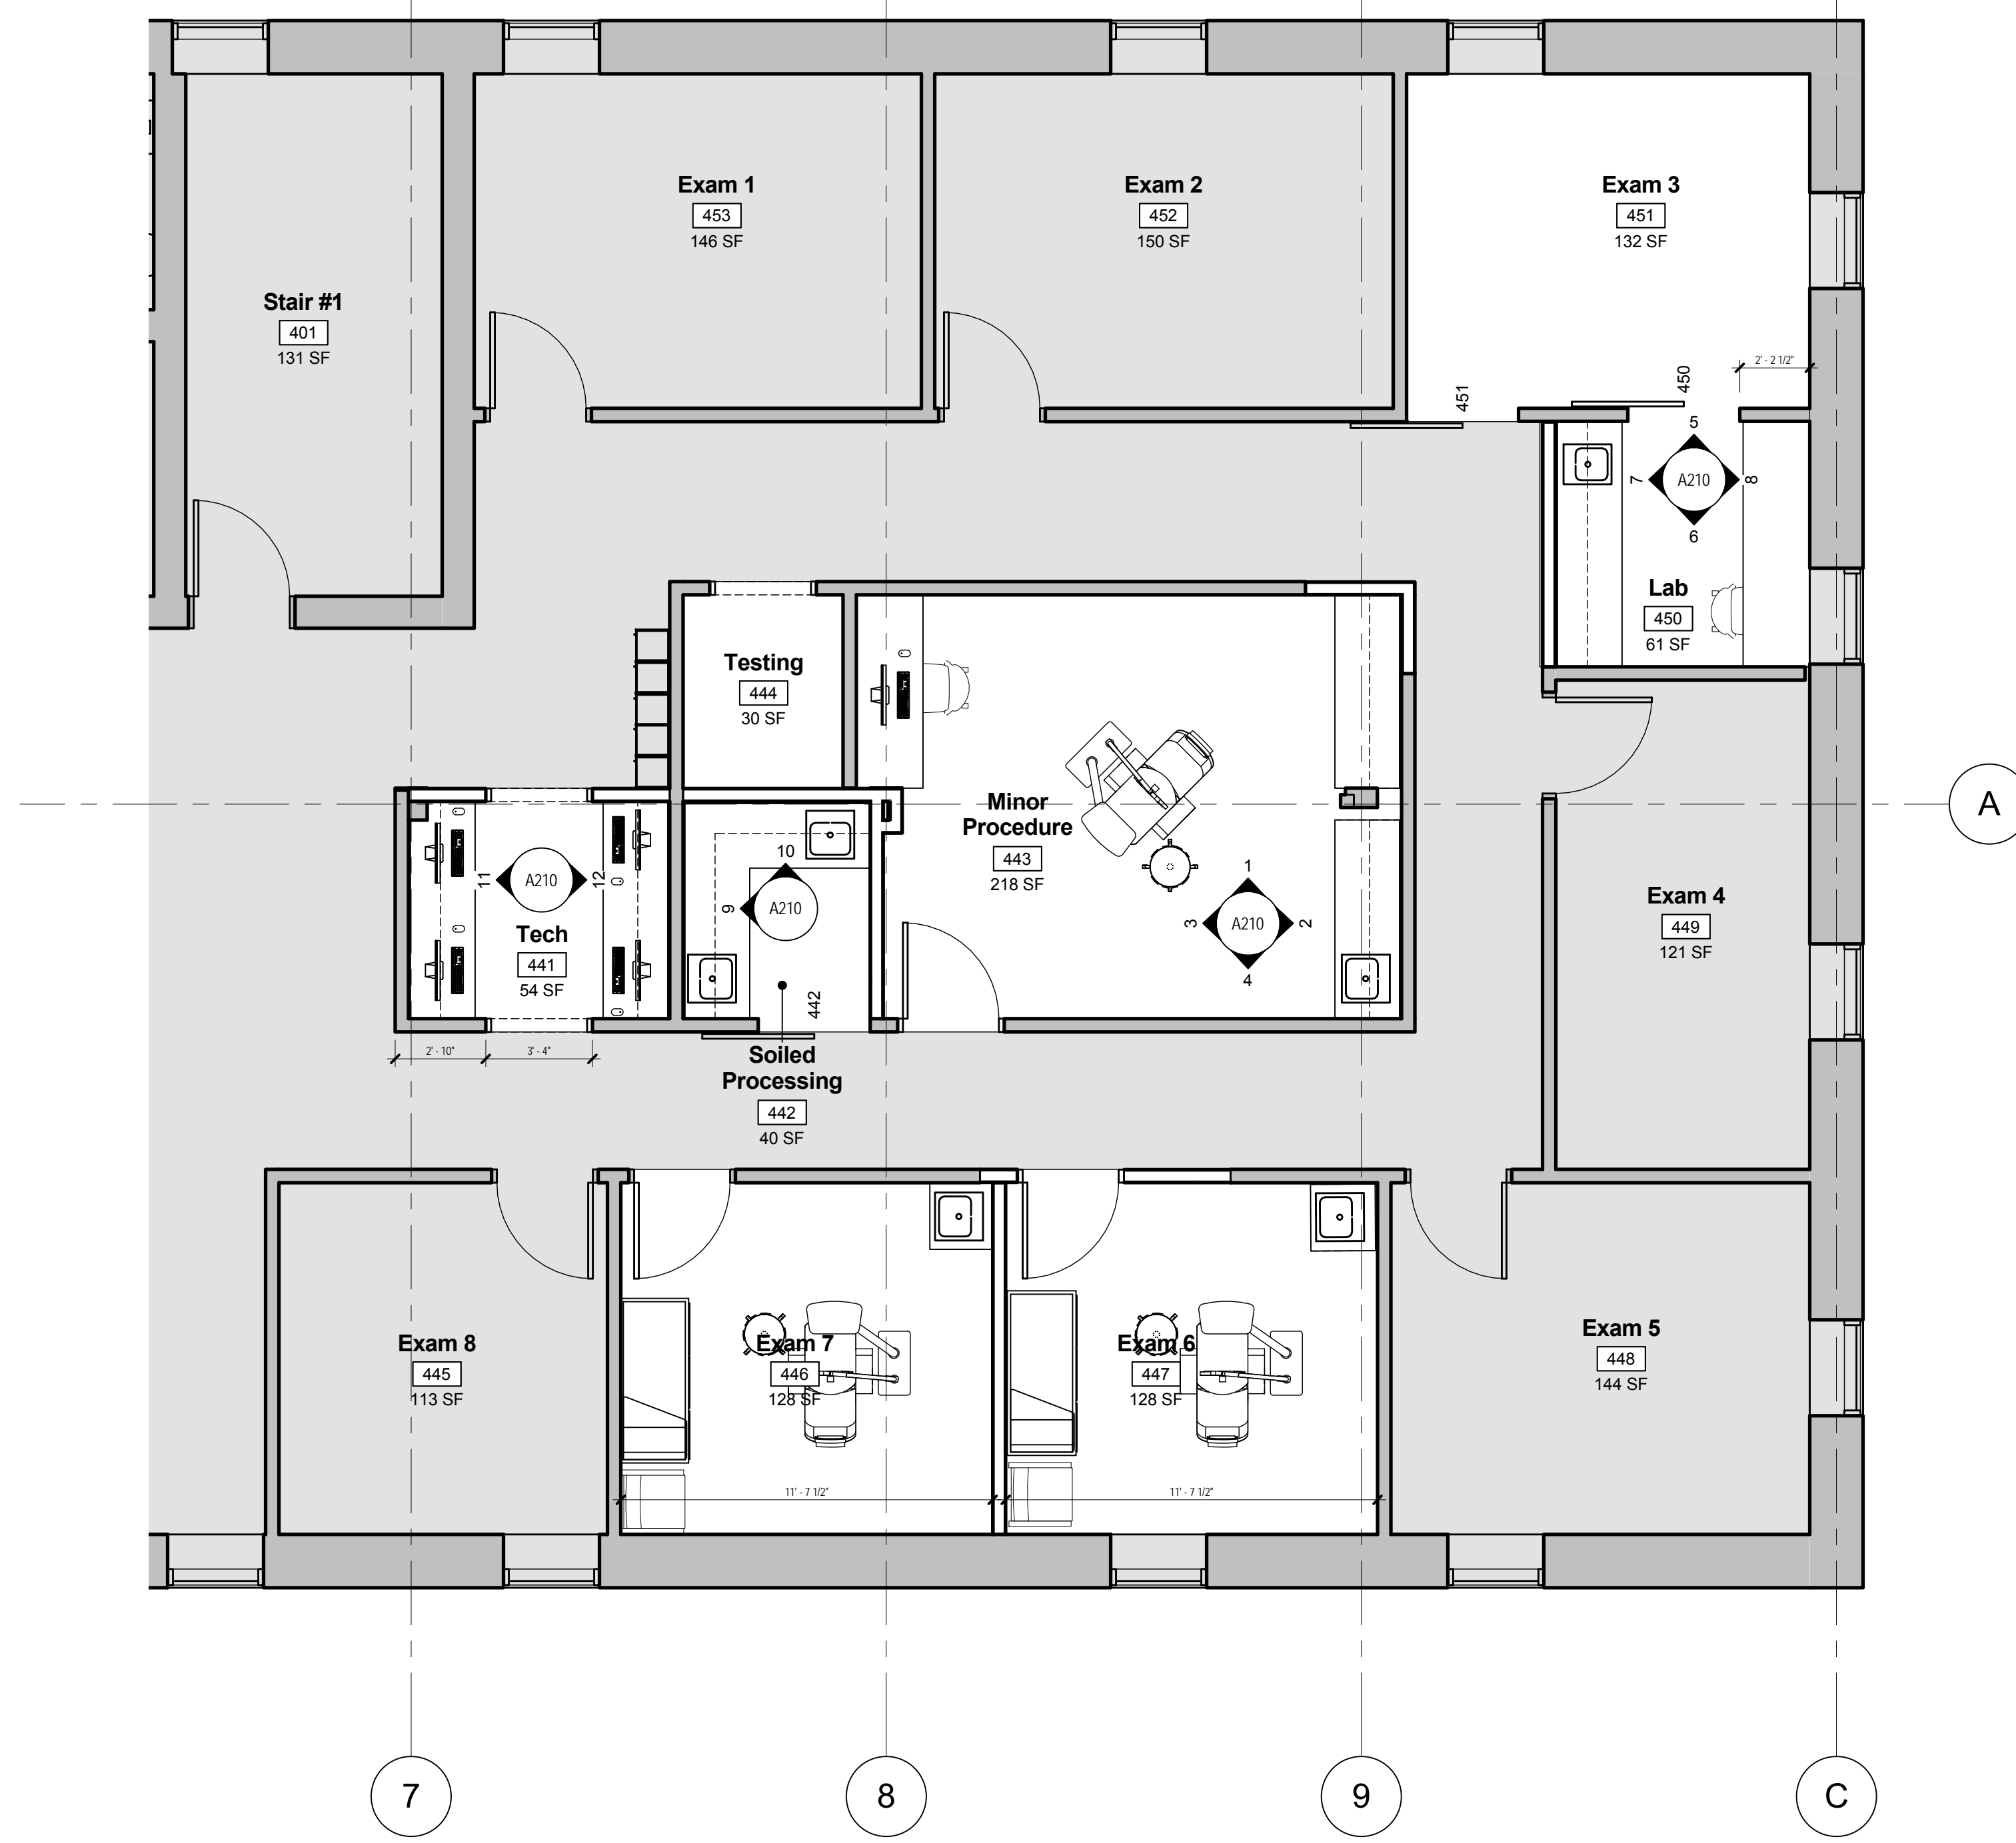 Exam 1
453
146 SF
Exam 2
452
150 SF
Exam 3
451
132 SF
Stair #1
401
131 SF
2' - 2 1/2"
450
451
5
7
A210
8
6
Lab
450
61 SF
Testing
444
30 SF
Minor
Procedure
443
218 SF
A
10
9
A210
11
A210
12
1
3
A210
2
4
Tech
441
54 SF
442
Exam 4
449
121 SF
2' - 10"
3' - 4"
Soiled
Processing
442
40 SF
Exam 8
445
113 SF
Exam 7
446
128 SF
Exam 6
447
128 SF
Exam 5
448
144 SF
11' - 7 1/2"
11' - 7 1/2"
7
8
9
C